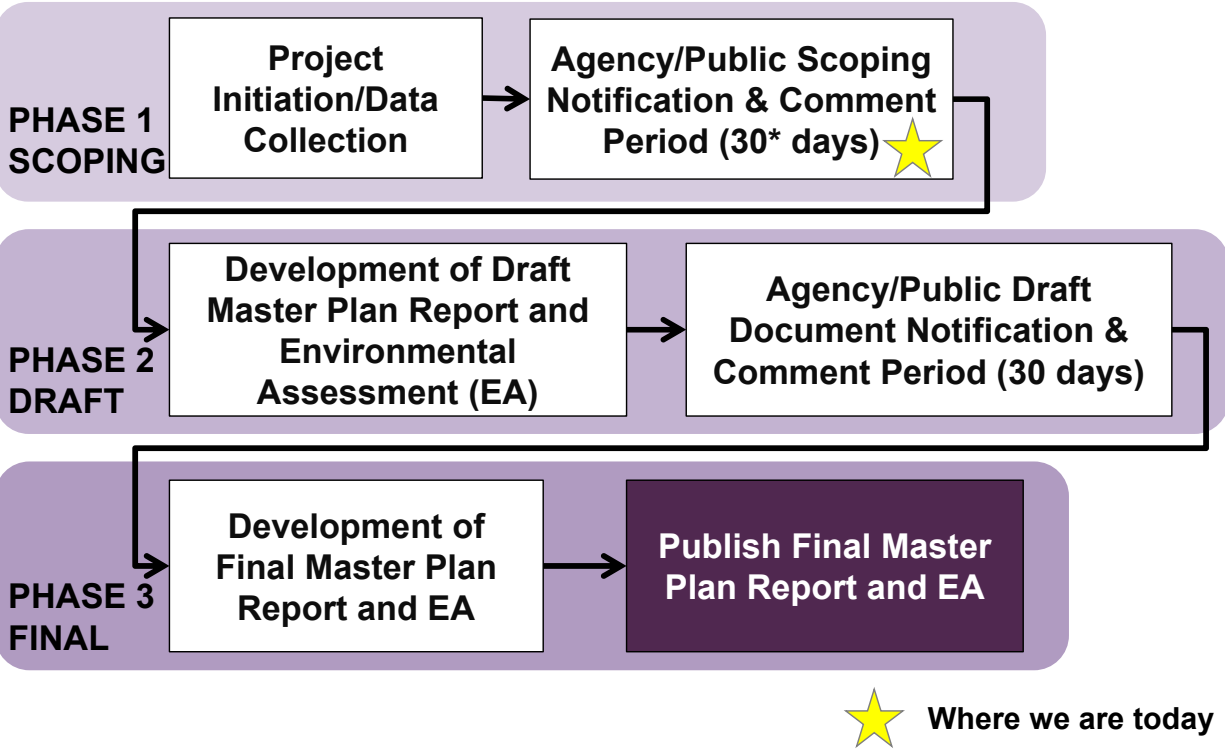 PHASE 1
SCOPING
Project
Initiation/Data
Collection
Agency/Public Scoping
Notification & Comment
Period (30* days)
PHASE 2
DRAFT
Development of Draft
Master Plan Report and
Environmental
Assessment (EA)
Agency/Public Draft
Document Notification &
Comment Period (30 days)
PHASE 3
FINAL
Development of
Final Master Plan
Report and EA
Publish Final Master
Plan Report and EA
Where we are today